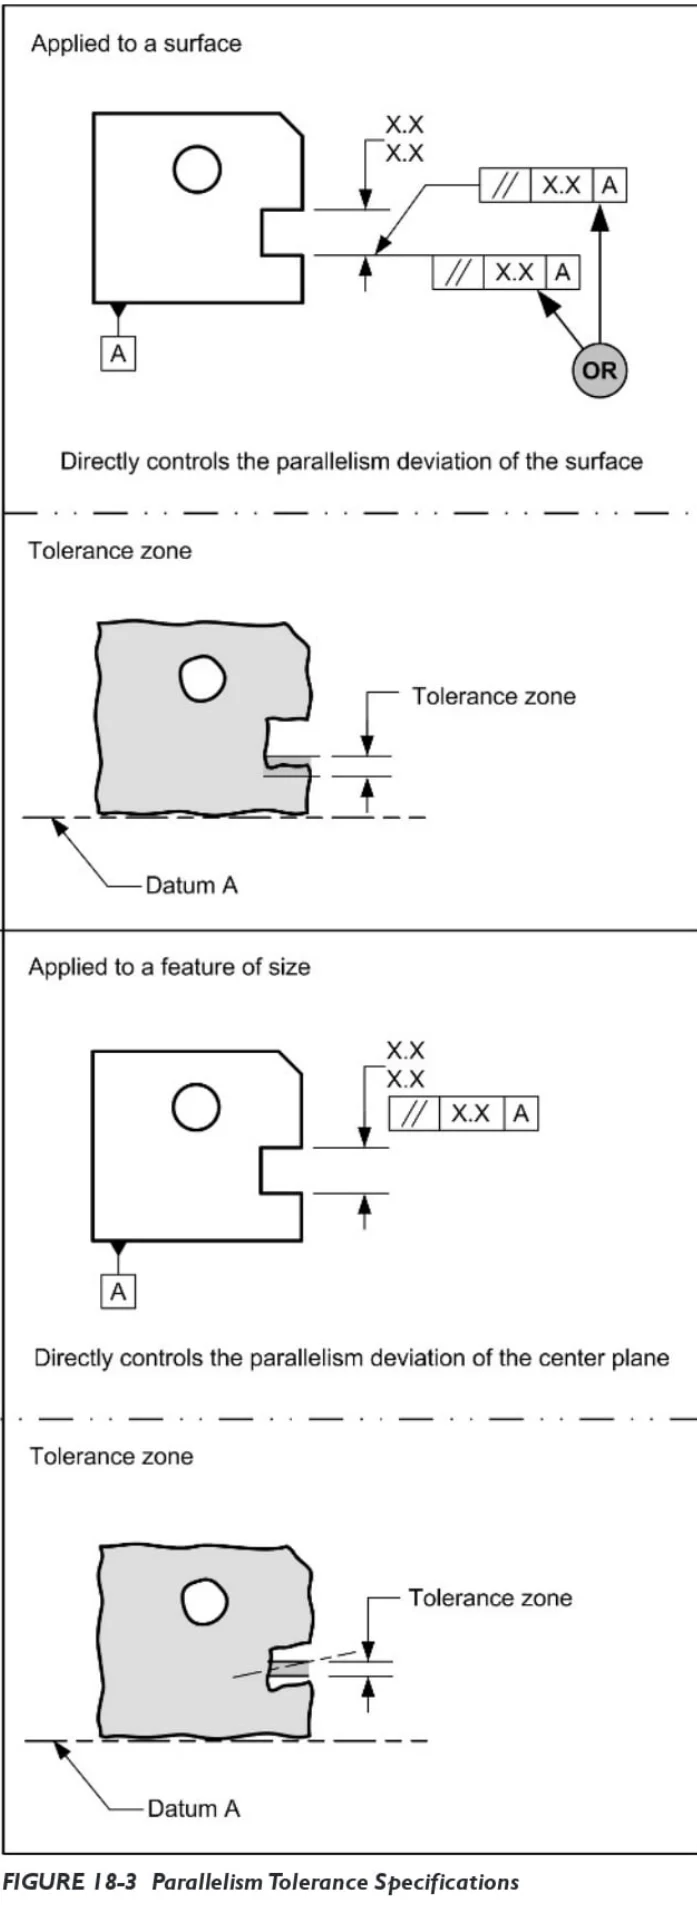 Applied to a surface
X.X
X.X
// X.X A
// X.X A
A
OR
Directly controls the parallelism deviation of the surface
Tolerance zone
Tolerance zone
Datum A
Applied to a feature of size
X.X
X.X
// X.X A
A
Directly controls the parallelism deviation of the center plane
Tolerance zone
Tolerance zone
Datum A
FIGURE 18-3 Parallelism Tolerance Specifications